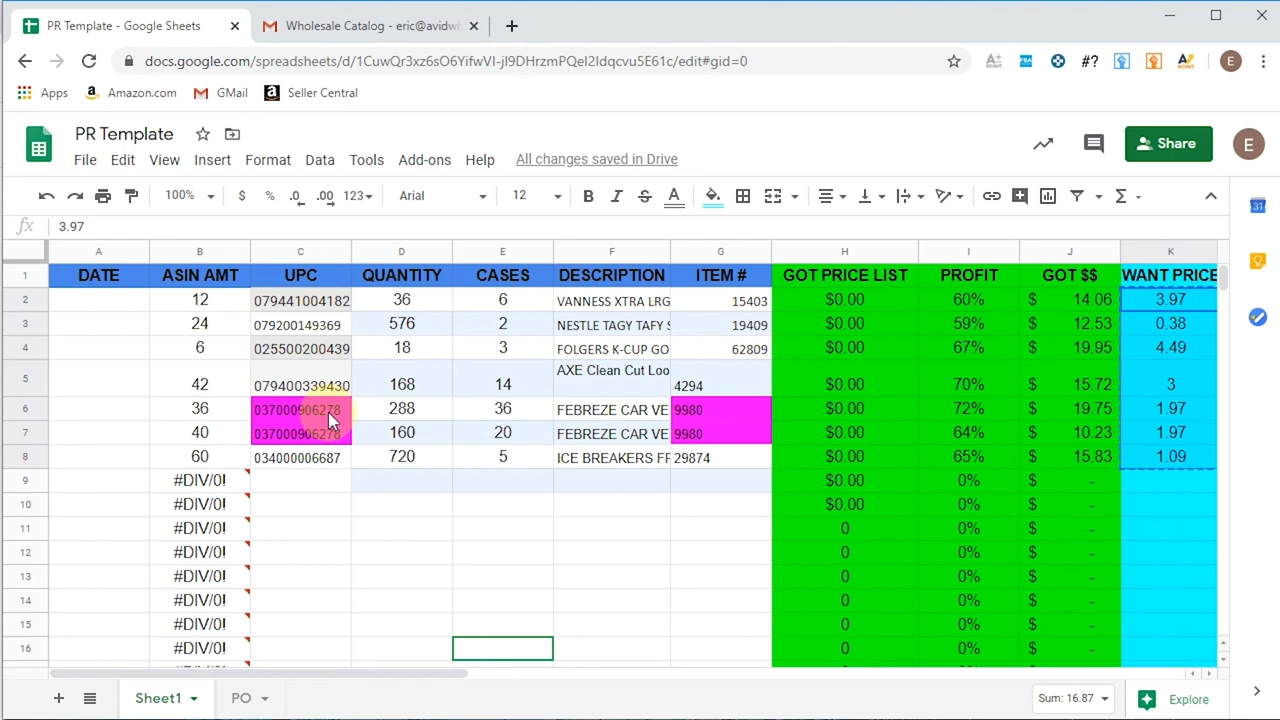 PR Template - Google Sheets
Wholesale Catalog - eric@avidwh
Apps
Amazon.com
GMail
Seller Central
PR Template
File Edit View Insert Format Data Tools Add-ons Help All changes saved in Drive
Share
E
100% $ % .0 .00 123 Arial 12
fx 3.97
A B C D E F G H I J K
1 DATE ASIN AMT UPC QUANTITY CASES DESCRIPTION ITEM # GOT PRICE LIST PROFIT GOT $$ WANT PRICE
2 12 079441004182 36 6 VANNESS XTRA LRG 15403 $0.00 60% $ 14.06 3.97
3 24 079200149369 576 2 NESTLE TAGY TAFY S 19409 $0.00 59% $ 12.53 0.38
4 6 025500200439 18 3 FOLGERS K-CUP GO 62809 $0.00 67% $ 19.95 4.49
5 42 079400339430 168 14 AXE Clean Cut Loo 4294 $0.00 70% $ 15.72 3
6 36 037000906278 288 36 FEBREZE CAR VE 9980 $0.00 72% $ 19.75 1.97
7 40 037000906278 160 20 FEBREZE CAR VE 9980 $0.00 64% $ 10.23 1.97
8 60 034000006687 720 5 ICE BREAKERS FF 29874 $0.00 65% $ 15.83 1.09
9 #DIV/0! $0.00 0% $ -
10 #DIV/0! $0.00 0% $ -
11 #DIV/0! 0 0% $ -
12 #DIV/0! 0 0% $ -
13 #DIV/0! 0 0% $ -
14 #DIV/0! 0 0% $ -
15 #DIV/0! 0 0% $ -
16 #DIV/0! 0 0% $ -
Sheet1 PO Sum: 16.87 Explore